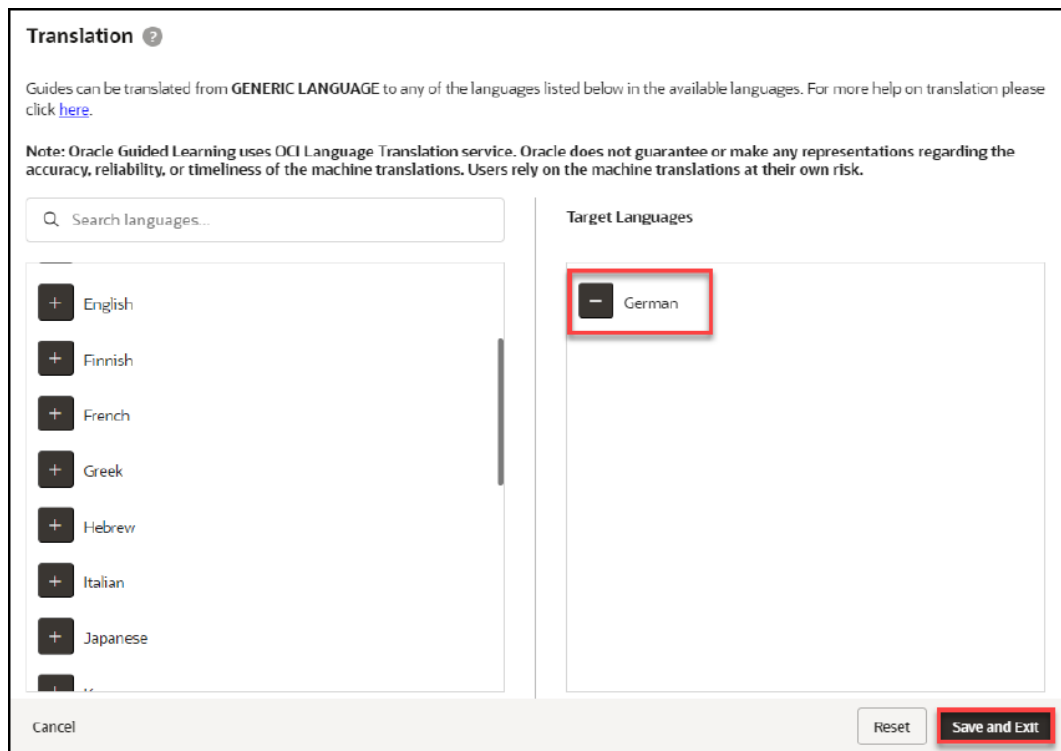 Translation ?
Guides can be translated from GENERIC LANGUAGE to any of the languages listed below in the available languages. For more help on translation please
click here.
Note: Oracle Guided Learning uses OCI Language Translation service. Oracle does not guarantee or make any representations regarding the
accuracy, reliability, or timeliness of the machine translations. Users rely on the machine translations at their own risk.
Search languages...
Target Languages
+ English
+ Finnish
+ French
+ Greek
+ Hebrew
+ Italian
+ Japanese
− German
Cancel
Reset
Save and Exit